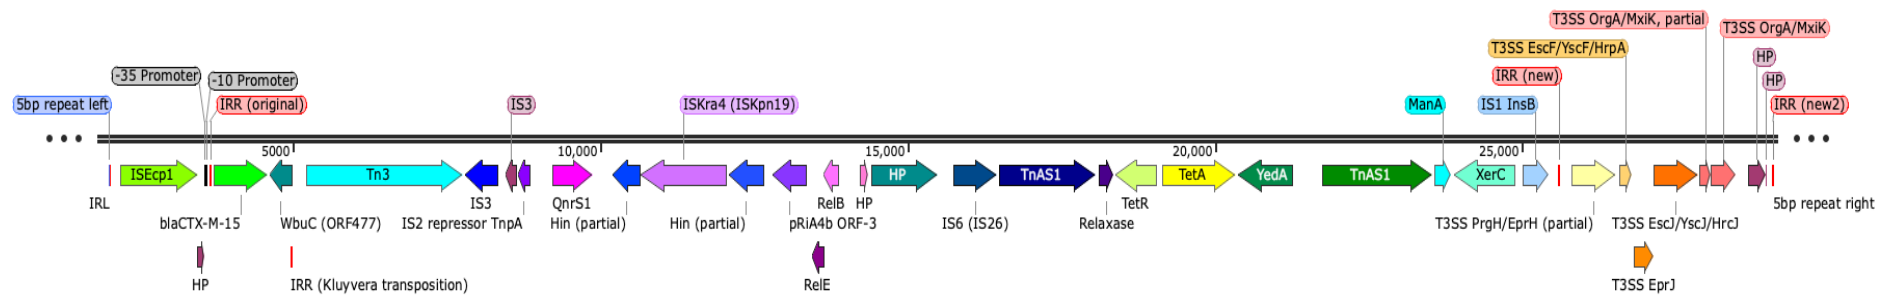 T3SS OrgA/MxiK, partial
T3SS OrgA/MxiK
T3SS EscF/YscF/HrpA
HP
-35 Promoter
-10 Promoter
IRR (new)
HP
5bp repeat left
IRR (original)
IS3
ISKra4 (ISKpn19)
ManA
IS1 InsB
IRR (new2)
5000
10,000
15,000
20,000
25,000
ISEcp1
Tn3
HP
TnAS1
TetA
YedA
TnAS1
XerC
IRL
IS3
QnrS1
RelB
HP
TetR
5bp repeat right
blaCTX-M-15
WbuC (ORF477)
IS2 repressor TnpA
Hin (partial)
Hin (partial)
pRiA4b ORF-3
IS6 (IS26)
Relaxase
T3SS PrgH/EprH (partial)
T3SS EscJ/YscJ/HrcJ
HP
IRR (Kluyvera transposition)
RelE
T3SS EprJ